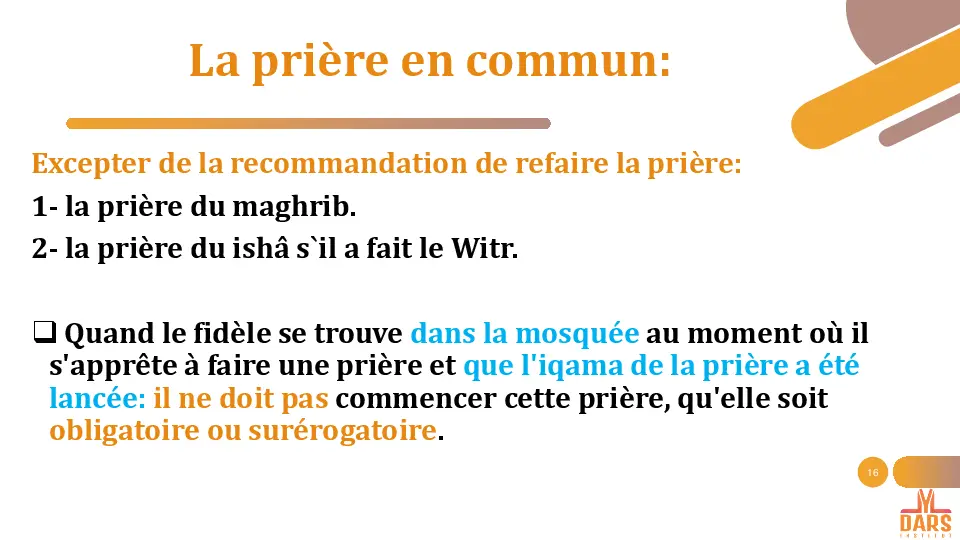 La prière en commun:
Excepter de la recommandation de refaire la prière:
1- la prière du maghrib.
2- la prière du ishâ s`il a fait le Witr.
❑ Quand le fidèle se trouve dans la mosquée au moment où il
s'apprête à faire une prière et que l'iqama de la prière a été
lancée: il ne doit pas commencer cette prière, qu'elle soit
obligatoire ou surérogatoire.
16
DARS
INSTITUT